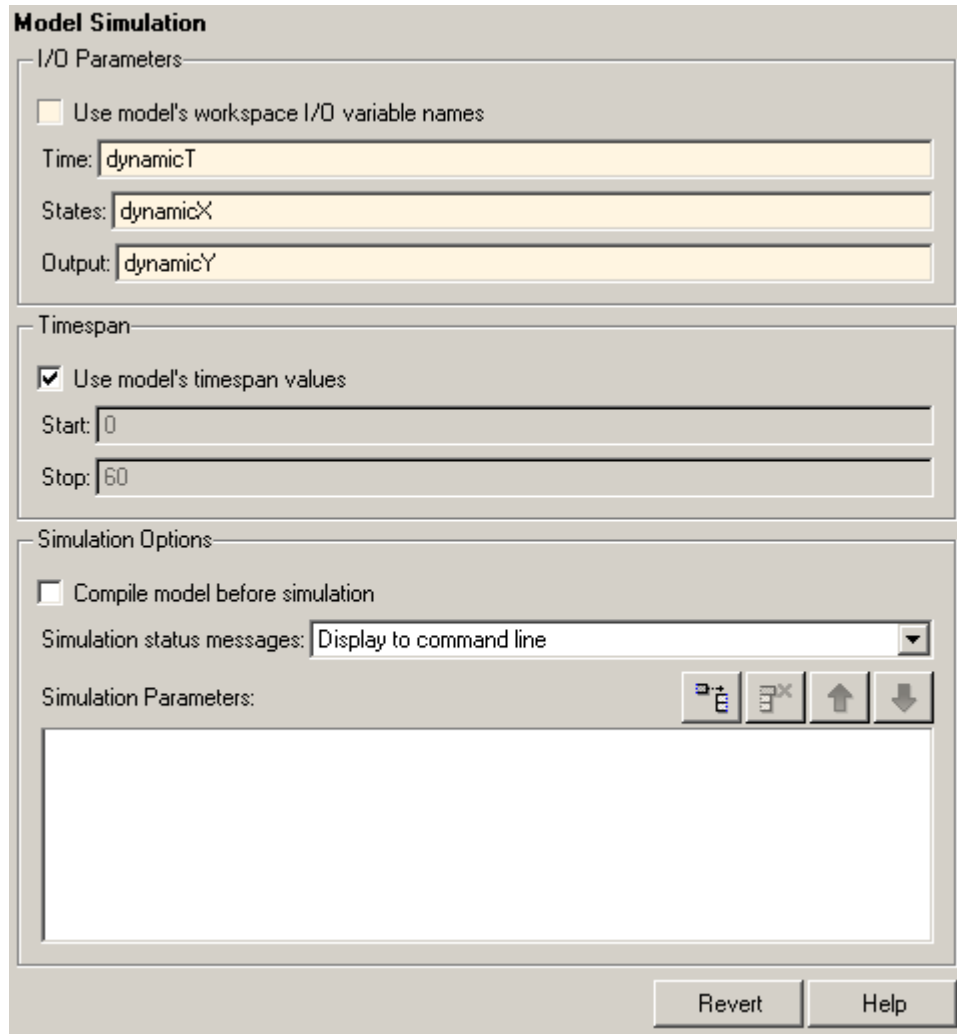 Model Simulation
I/O Parameters
Use model's workspace I/O variable names
Time: dynamicT
States: dynamicX
Output: dynamicY
Timespan
Use model's timespan values
Start: 0
Stop: 60
Simulation Options
Compile model before simulation
Simulation status messages: Display to command line
Simulation Parameters:
Revert Help